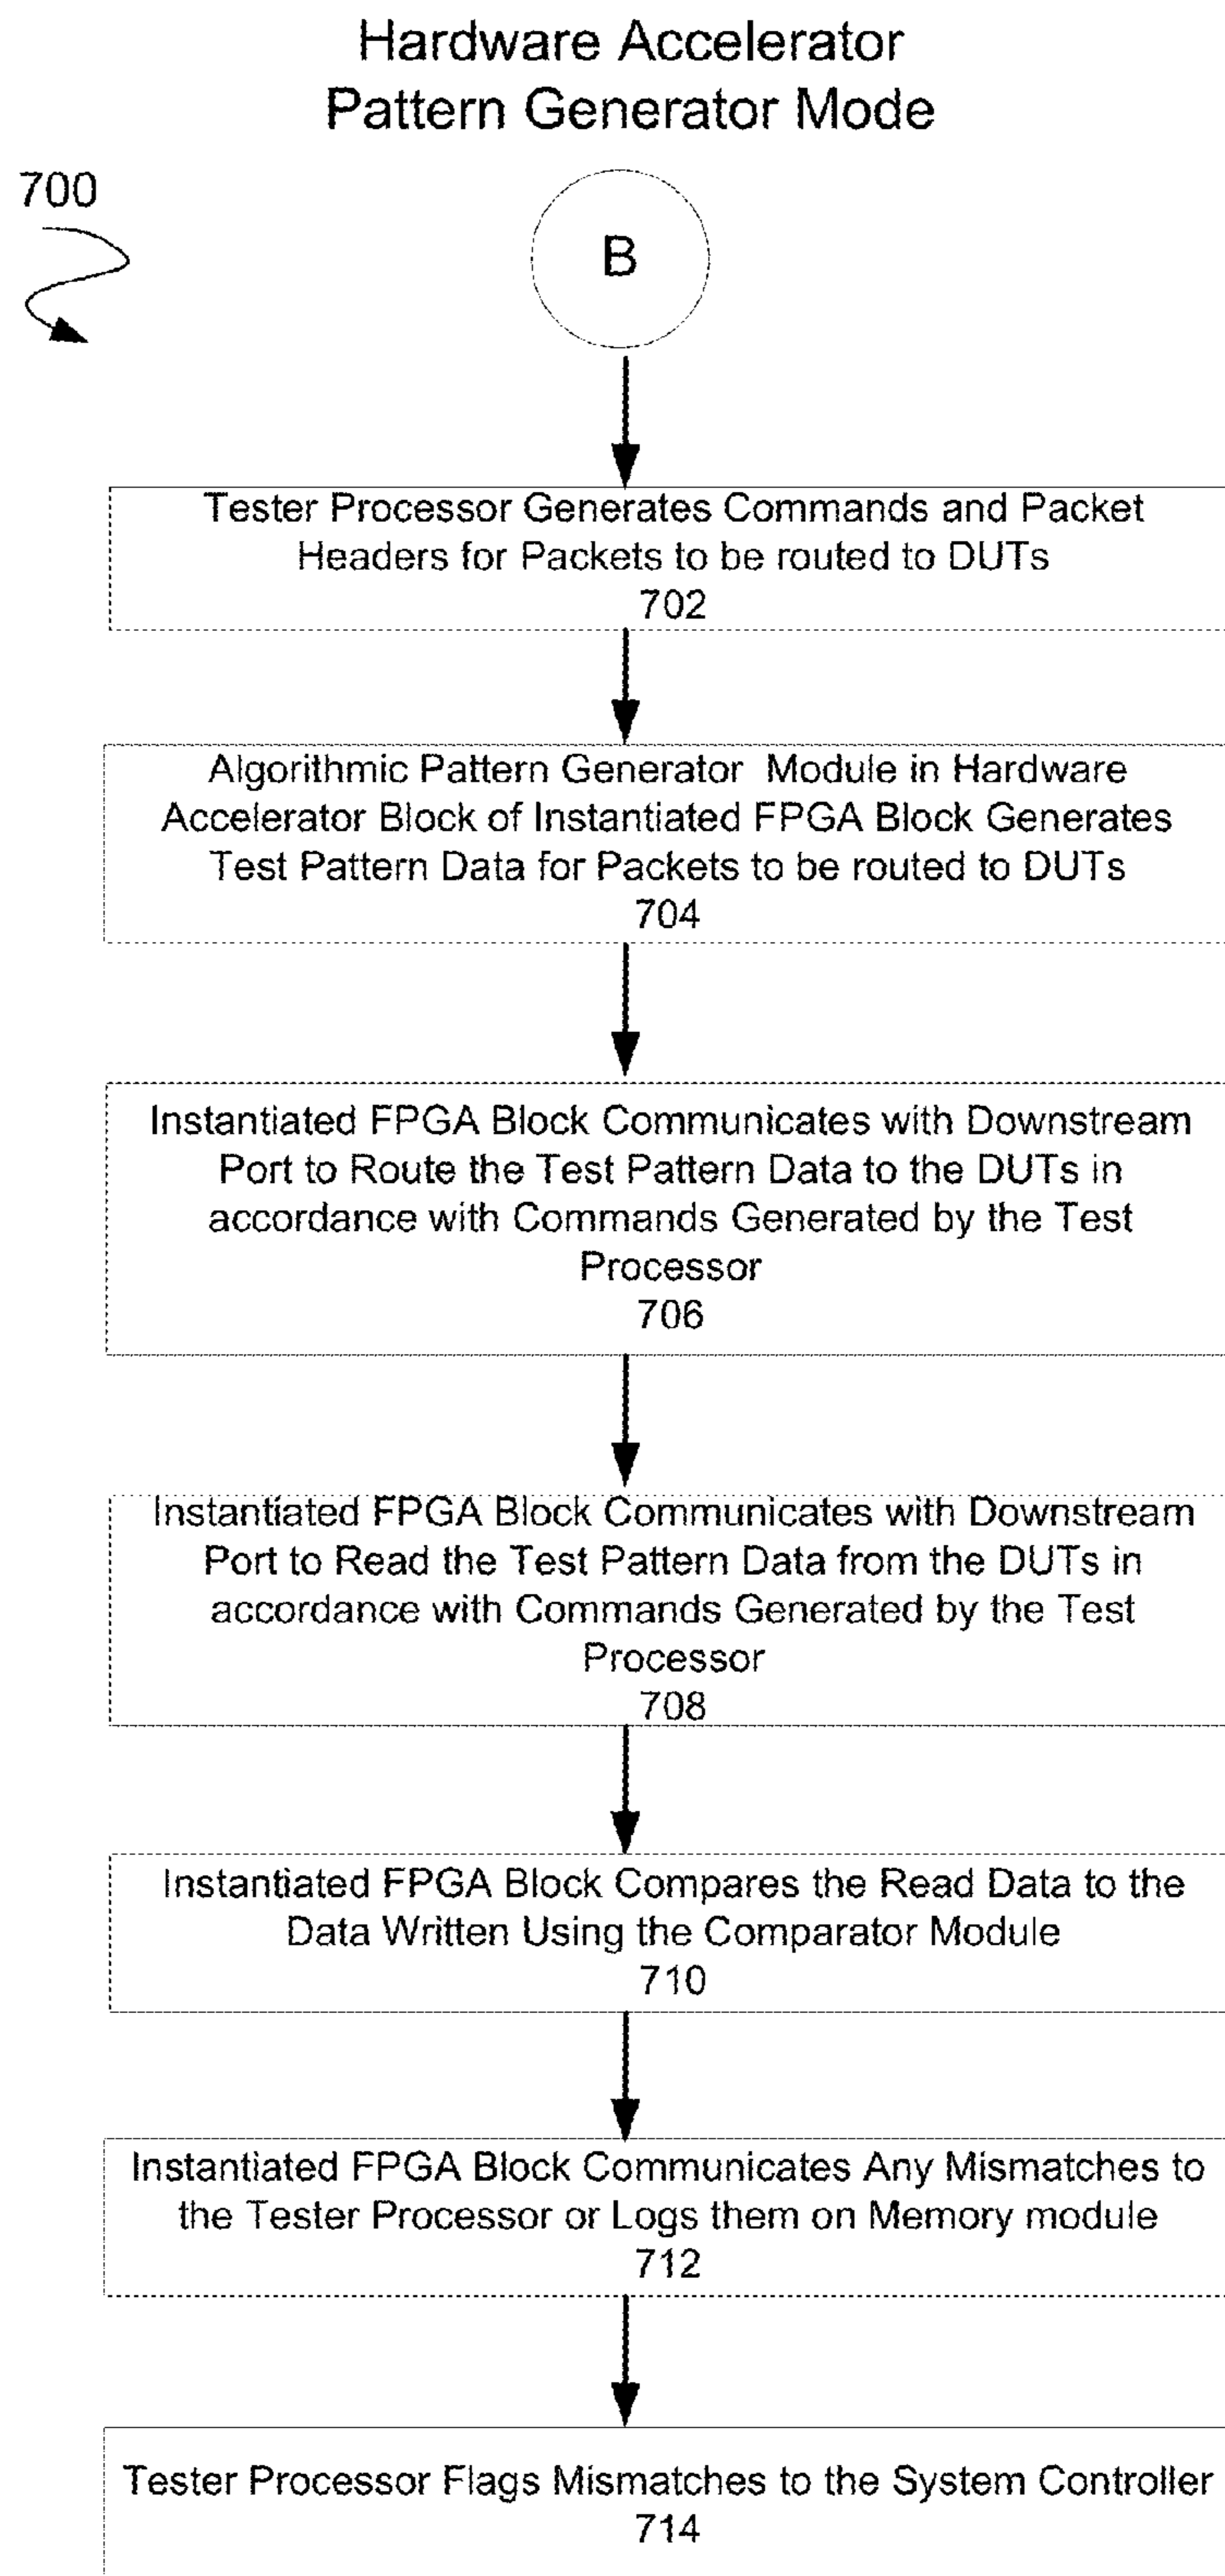 Hardware Accelerator
Pattern Generator Mode
700
B
Tester Processor Generates Commands and Packet
Headers for Packets to be routed to DUTs
702
Algorithmic Pattern Generator Module in Hardware
Accelerator Block of Instantiated FPGA Block Generates
Test Pattern Data for Packets to be routed to DUTs
704
Instantiated FPGA Block Communicates with Downstream
Port to Route the Test Pattern Data to the DUTs in
accordance with Commands Generated by the Test
Processor
706
Instantiated FPGA Block Communicates with Downstream
Port to Read the Test Pattern Data from the DUTs in
accordance with Commands Generated by the Test
Processor
708
Instantiated FPGA Block Compares the Read Data to the
Data Written Using the Comparator Module
710
Instantiated FPGA Block Communicates Any Mismatches to
the Tester Processor or Logs them on Memory module
712
Tester Processor Flags Mismatches to the System Controller
714